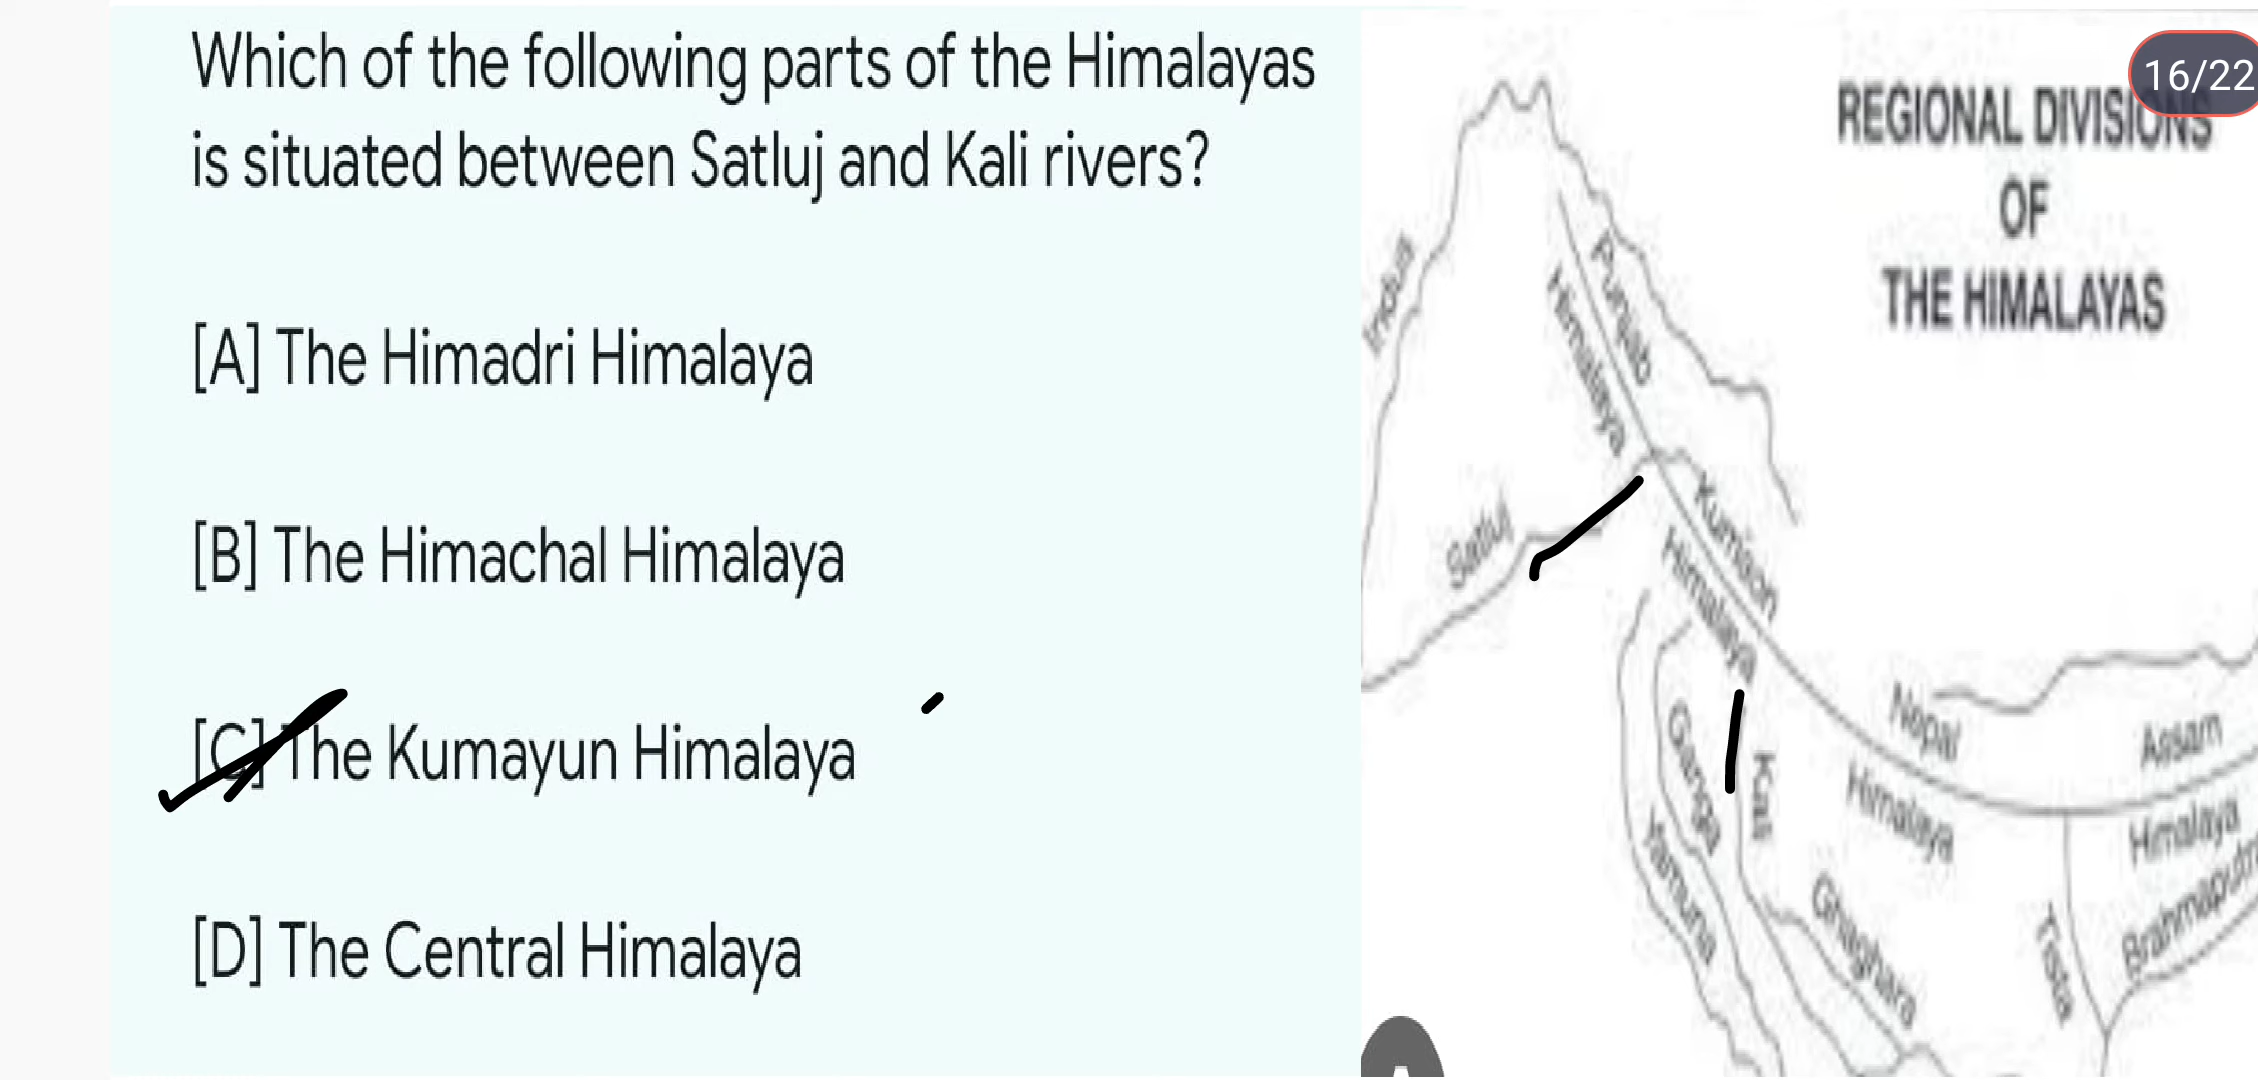 Which of the following parts of the Himalayas
is situated between Satluj and Kali rivers?
[A] The Himadri Himalaya
[B] The Himachal Himalaya
[C] The Kumayun Himalaya
[D] The Central Himalaya
16/22
REGIONAL DIVISIONS
OF
THE HIMALAYAS
Indus
Punjab
Himalaya
Satluj
Kumaon
Himalaya
Nepal
Himalaya
Assam
Himalaya
Ganga
Kali
Yamuna
Ghaghara
Tista
Brahmaputr